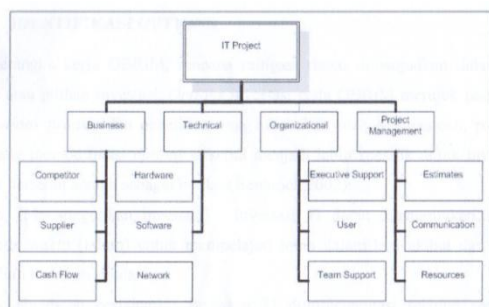 IT Project
Business
Technical
Organizational
Project
Management
Competitor
Hardware
Executive Support
Estimates
Supplier
Software
User
Communication
Cash Flow
Network
Team Support
Resources